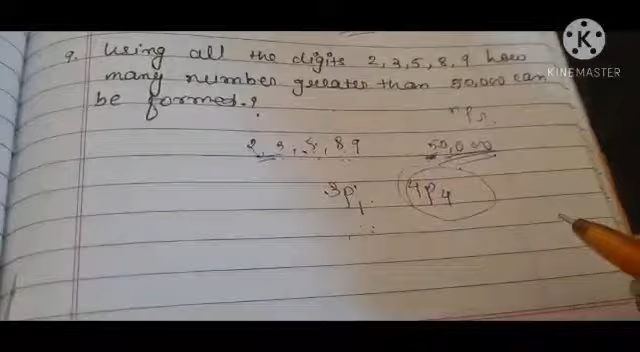 9. Using all the digits 2, 3, 5, 8, 9 how
many number greater than 50,000 can
be formed.?
nPr.
2, 3, 5, 8 9 50,000
3P1. 4P4
K
KINEMASTER